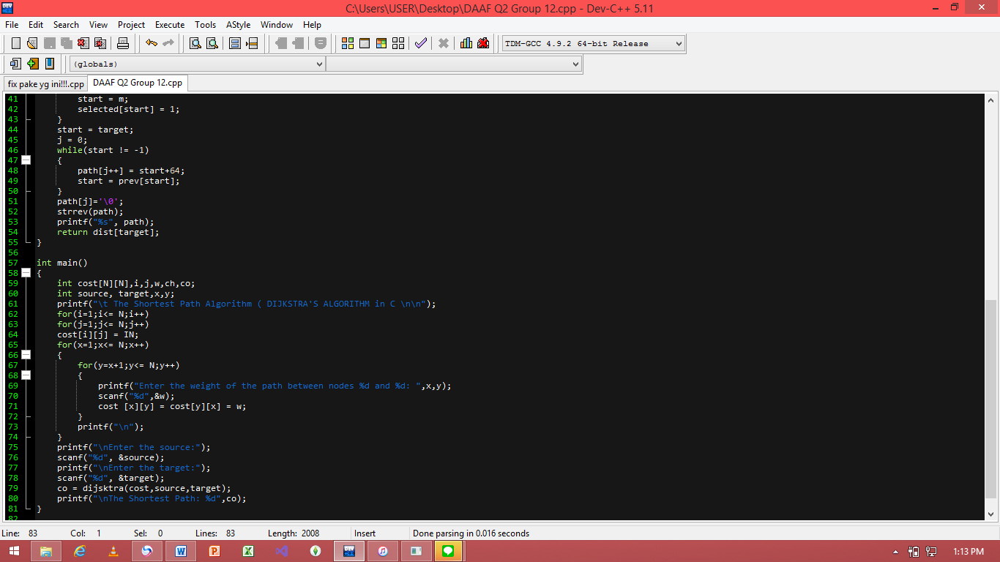 C:\Users\USER\Desktop\DAAF Q2 Group 12.cpp - Dev-C++ 5.11
File Edit Search View Project Execute Tools AStyle Window Help
TDM-GCC 4.9.2 64-bit Release
(globals)
fix pake yg ini!!!.cpp DAAF Q2 Group 12.cpp
41 start = m;
42 selected[start] = 1;
43 }
44 start = target;
45 j = 0;
46 while(start != -1)
47 {
48 path[j++] = start+64;
49 start = prev[start];
50 }
51 path[j]='\0';
52 strrev(path);
53 printf("%s", path);
54 return dist[target];
55 }
56
57 int main()
58 {
59 int cost[N][N],i,j,w,ch,co;
60 int source, target,x,y;
61 printf("\t The Shortest Path Algorithm ( DIJKSTRA'S ALGORITHM in C \n\n");
62 for(i=1;i<= N;i++)
63 for(j=1;j<= N;j++)
64 cost[i][j] = IN;
65 for(x=1;x<= N;x++)
66 {
67 for(y=x+1;y<= N;y++)
68 {
69 printf("Enter the weight of the path between nodes %d and %d: ",x,y);
70 scanf("%d",&w);
71 cost [x][y] = cost[y][x] = w;
72 }
73 printf("\n");
74 }
75 printf("\nEnter the source:");
76 scanf("%d", &source);
77 printf("\nEnter the target:");
78 scanf("%d", &target);
79 co = dijsktra(cost,source,target);
80 printf("\nThe Shortest Path: %d",co);
81 }
82
Line: 83 Col: 1 Sel: 0 Lines: 83 Length: 2008 Insert Done parsing in 0.016 seconds
1:13 PM